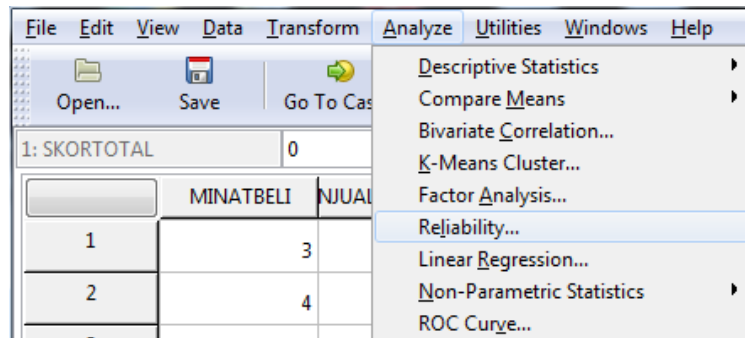 File Edit View Data Transform Analyze Utilities Windows Help
Open... Save Go To Cas
1: SKORTOTAL 0
MINATBELI NJUAL
1 3
2 4
Descriptive Statistics
Compare Means
Bivariate Correlation...
K-Means Cluster...
Factor Analysis...
Reliability...
Linear Regression...
Non-Parametric Statistics
ROC Curve...